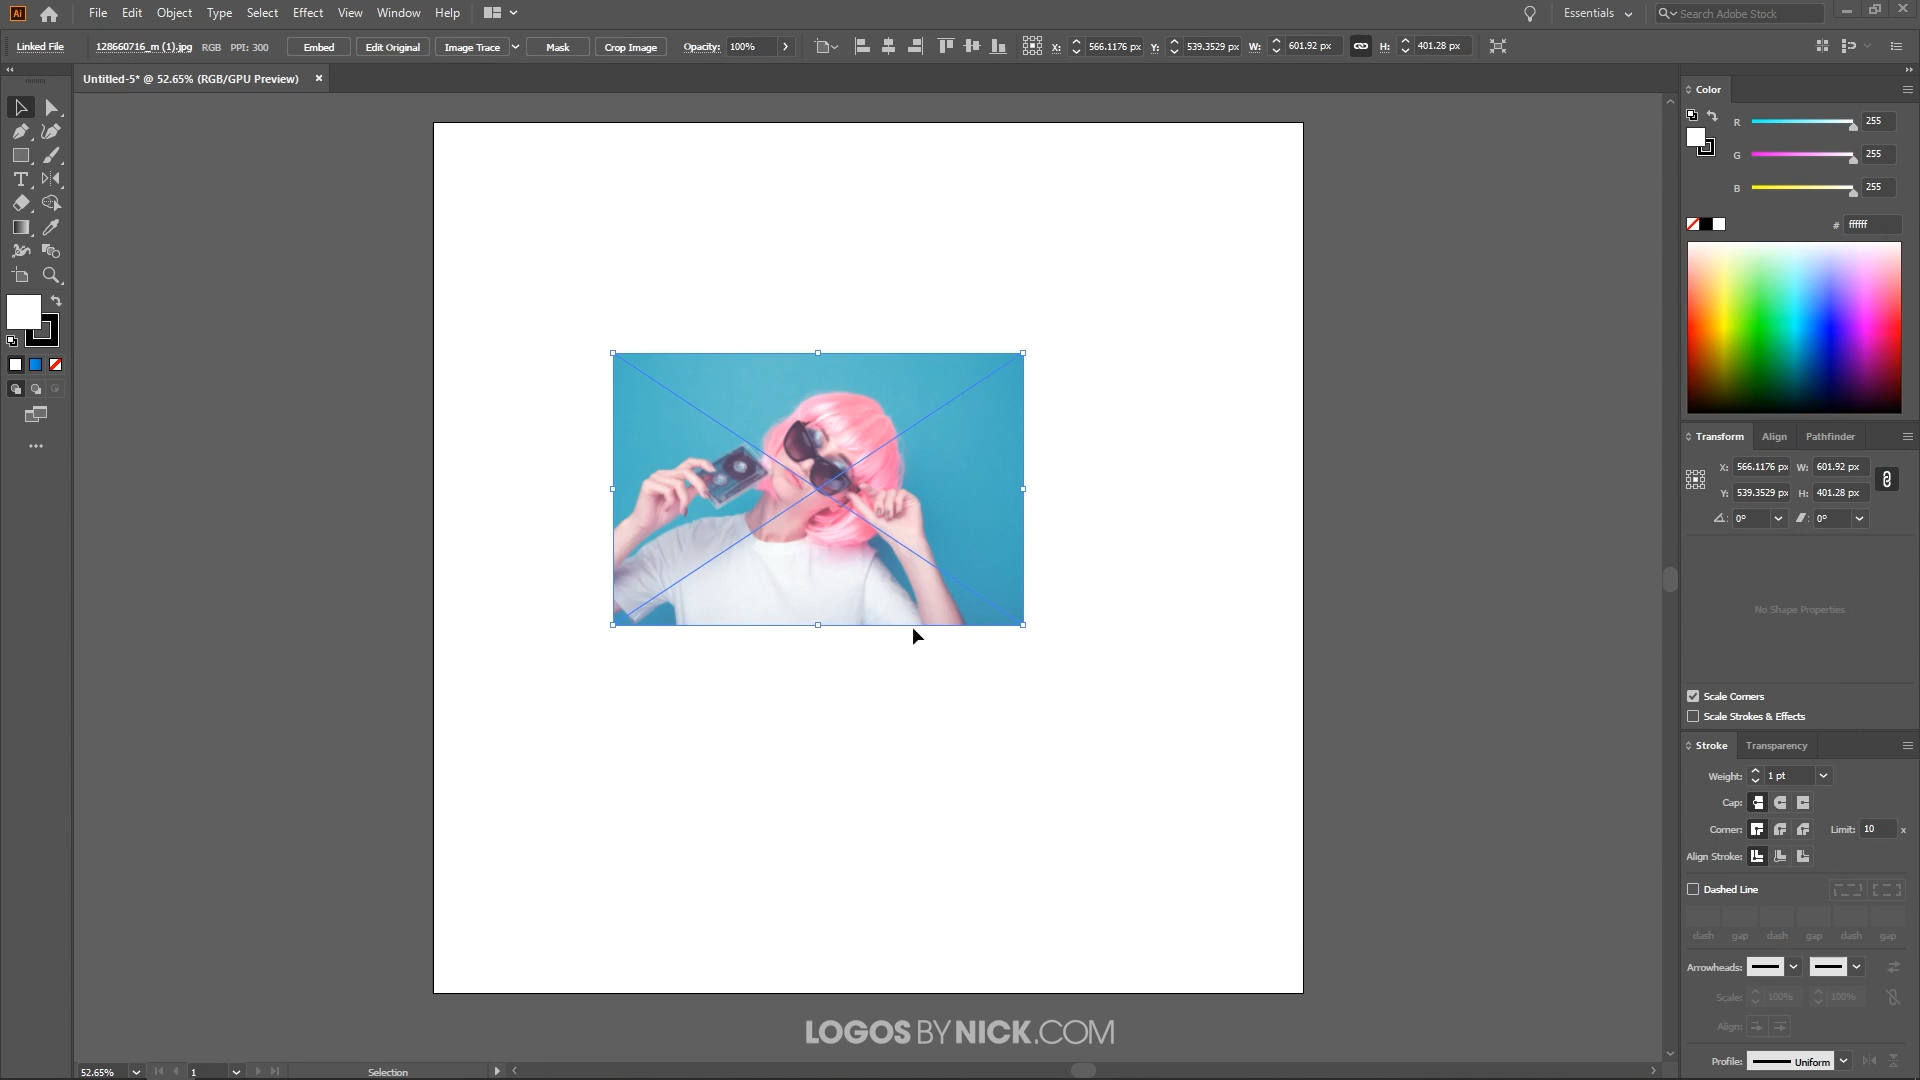 Ai File Edit Object Type Select Effect View Window Help Essentials Search Adobe Stock
Linked File 128660716_m (1).jpg RGB PPI: 300 Embed Edit Original Image Trace Mask Crop Image Opacity: 100% X: 566.1176 px Y: 539.3529 px W: 601.92 px H: 401.28 px
Untitled-5* @ 52.65% (RGB/GPU Preview)
Color
R 255
G 255
B 255
# ffffff
Transform Align Pathfinder
X: 566.1176 px W: 601.92 px
Y: 539.3529 px H: 401.28 px
0° 0°
No Shape Properties
Scale Corners
Scale Strokes & Effects
Stroke Transparency
Weight: 1 pt
Cap:
Corner: Limit: 10 x
Align Stroke:
Dashed Line
dash gap dash gap dash gap
Arrowheads:
Scale: 100% 100%
Align:
Profile: Uniform
LOGOS BY NICK.COM
52.65% 1 Selection